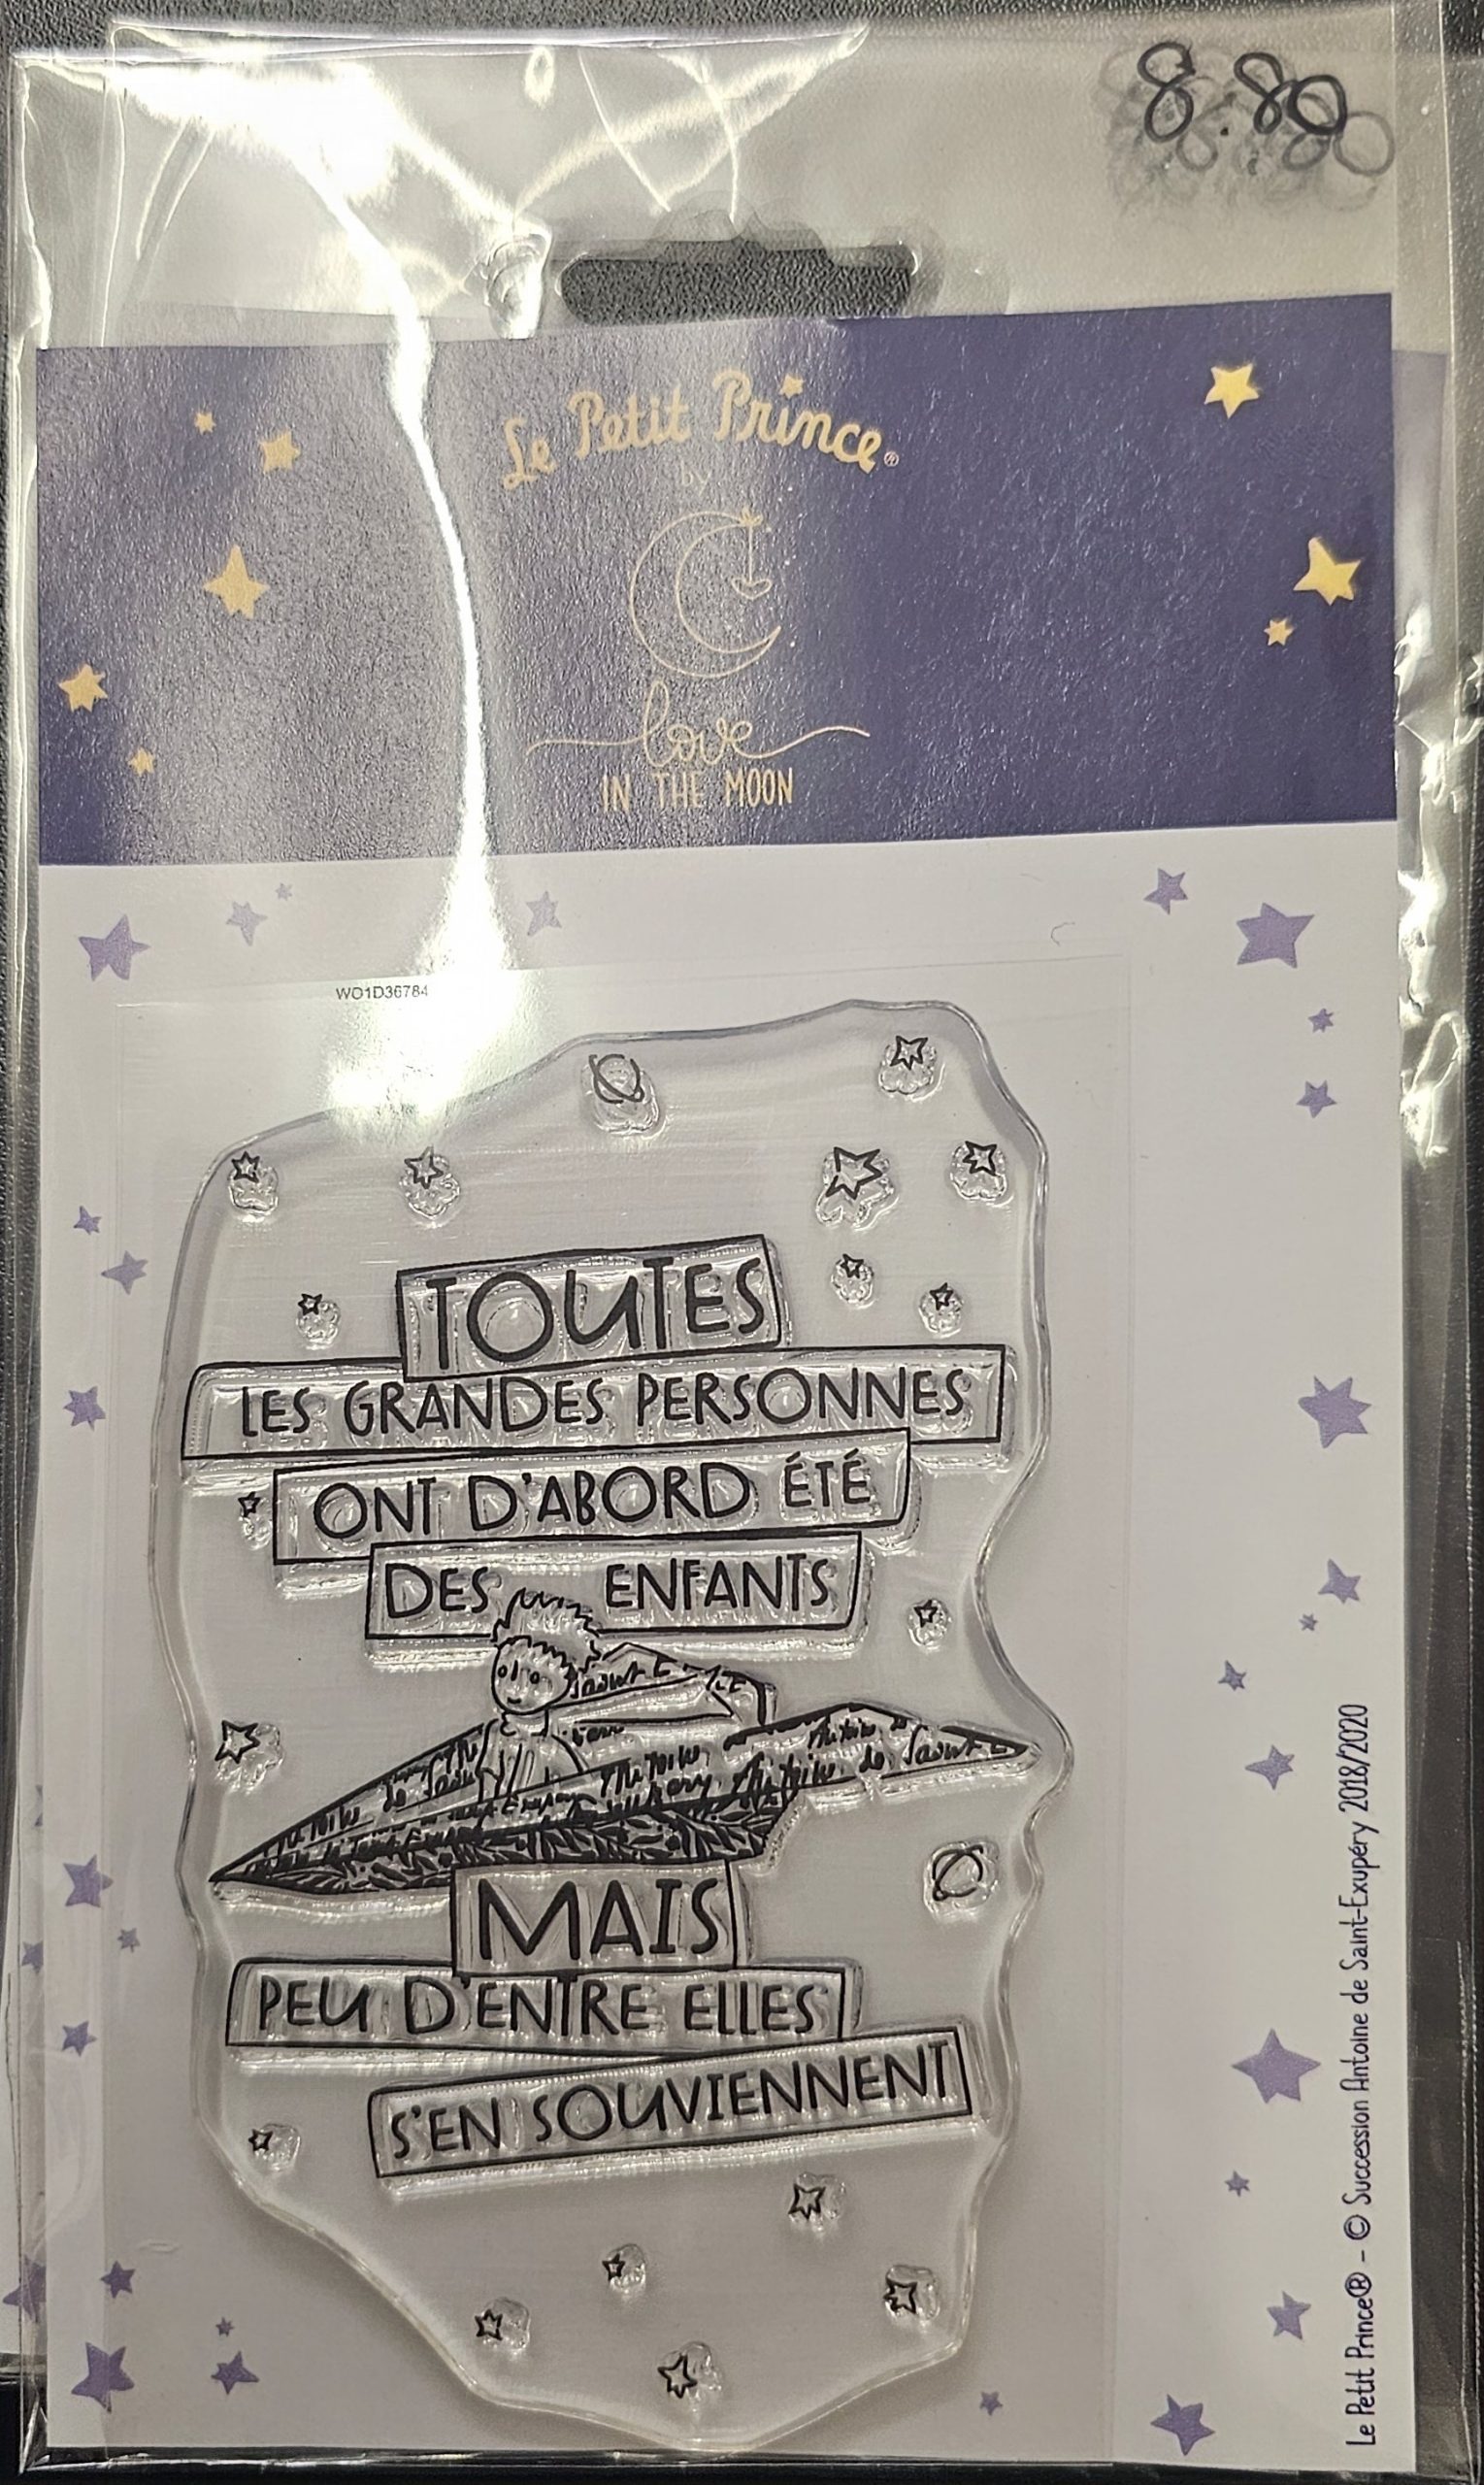 8.80
Le Petit Prince®
by
love
IN THE MOON
WO1D36784
TOUTES
LES GRANDES PERSONNES
ONT D'ABORD ÉTÉ
DES ENFANTS
MAIS
PEU D'ENTRE ELLES
S'EN SOUVIENNENT
Le Petit Prince® - © Succession Antoine de Saint-Exupéry 2018/2020